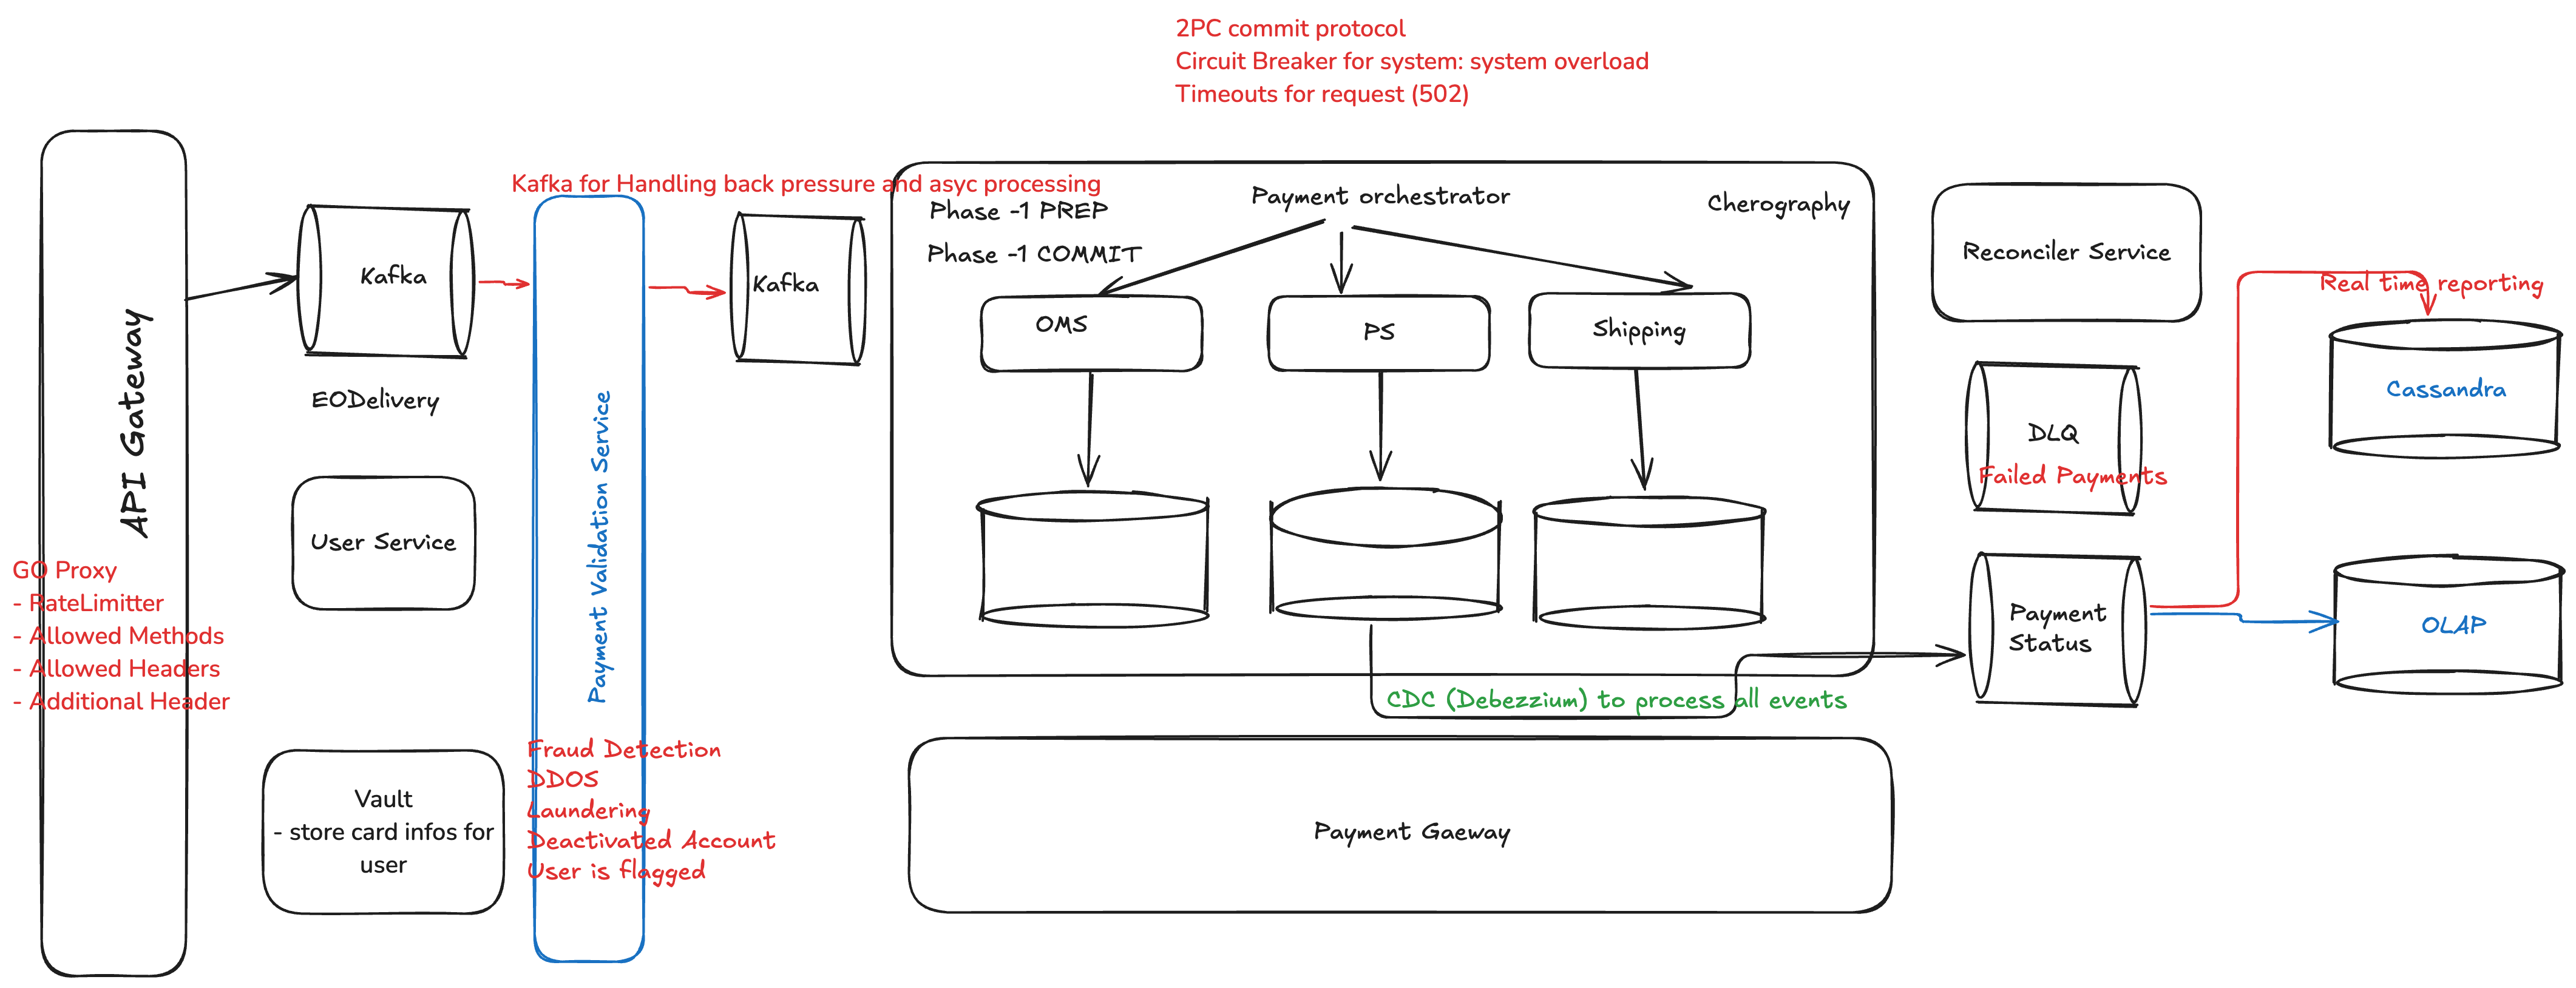 2PC commit protocol
Circuit Breaker for system: system overload
Timeouts for request (502)
API Gateway
GO Proxy
- RateLimitter
- Allowed Methods
- Allowed Headers
- Additional Header
Kafka
EODelivery
User Service
Vault
- store card infos for
user
Kafka for Handling back pressure and asyc processing
Payment Validation Service
Fraud Detection
DDOS
Laundering
Deactivated Account
User is flagged
Kafka
Phase -1 PREP
Phase -1 COMMIT
Payment orchestrator
Cherography
OMS
PS
Shipping
CDC (Debezzium) to process all events
Payment Gaeway
Reconciler Service
DLQ
Failed Payments
Payment
Status
Real time reporting
Cassandra
OLAP